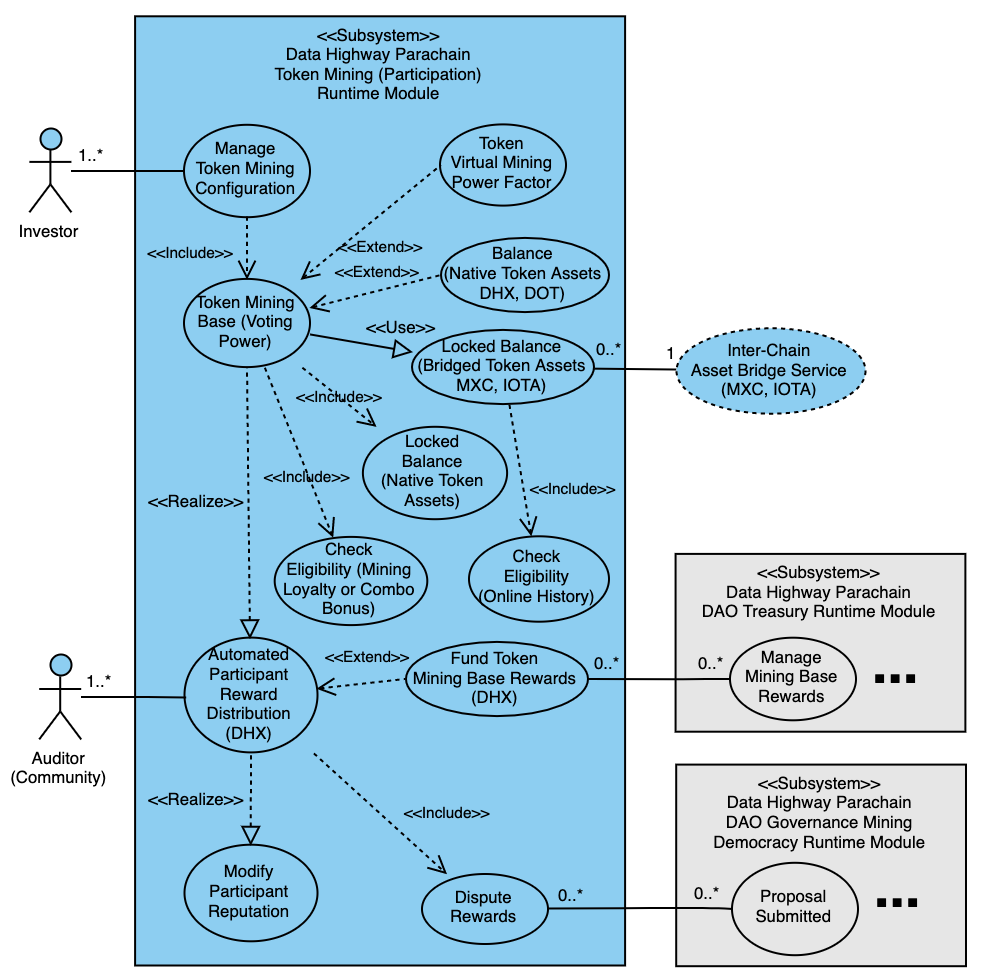 <<Subsystem>>
Data Highway Parachain
Token Mining (Participation)
Runtime Module
Investor
1..*
Manage
Token Mining
Configuration
Token
Virtual Mining
Power Factor
<<Include>>
<<Extend>>
<<Extend>>
Balance
(Native Token Assets
DHX, DOT)
Token Mining
Base (Voting
Power)
<<Use>>
Locked Balance
(Bridged Token Assets
MXC, IOTA)
0..*
1
Inter-Chain
Asset Bridge Service
(MXC, IOTA)
<<Include>>
Locked
Balance
(Native Token
Assets)
<<Include>>
<<Include>>
<<Realize>>
Check
Eligibility (Mining
Loyalty or Combo
Bonus)
Check
Eligibility
(Online History)
<<Subsystem>>
Data Highway Parachain
DAO Treasury Runtime Module
Manage
Mining Base
Rewards
0..*
0..*
Fund Token
Mining Base Rewards
(DHX)
<<Extend>>
Automated
Participant
Reward
Distribution
(DHX)
1..*
Auditor
(Community)
<<Realize>>
<<Include>>
Modify
Participant
Reputation
Dispute
Rewards
0..*
0..*
<<Subsystem>>
Data Highway Parachain
DAO Governance Mining
Democracy Runtime Module
Proposal
Submitted